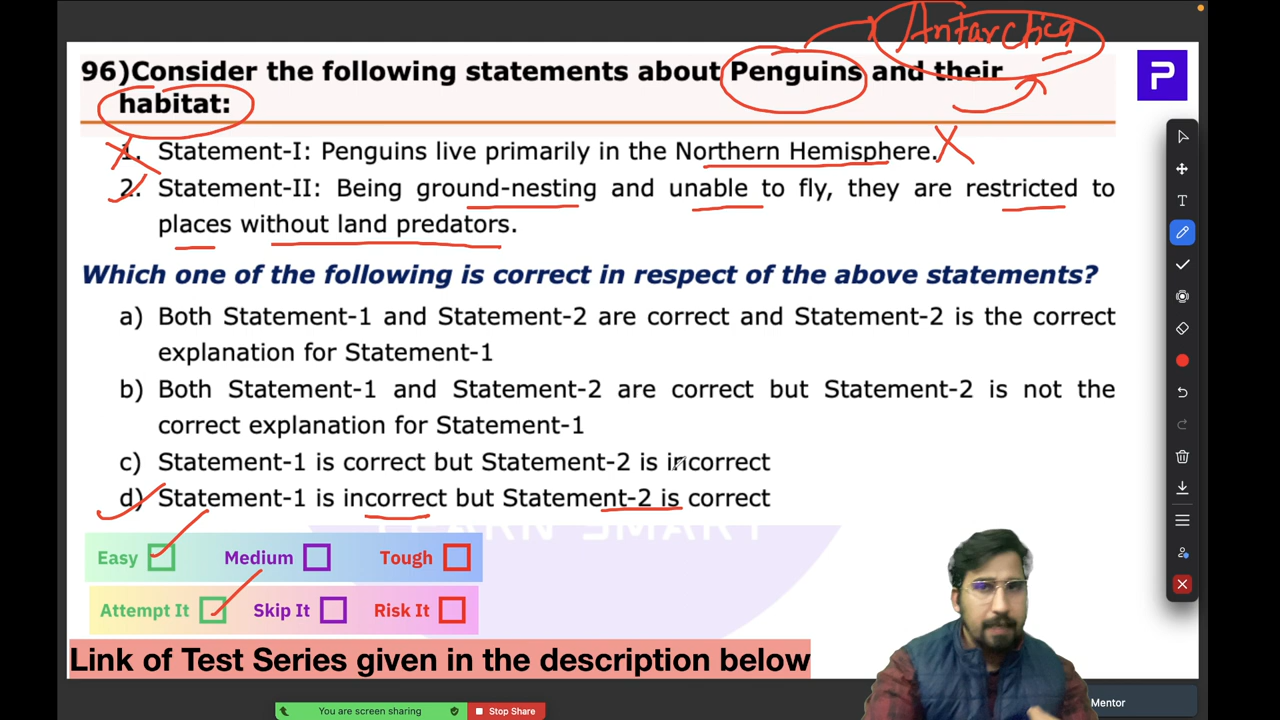 Antarctica
96)Consider the following statements about Penguins and their
habitat:
1. Statement-I: Penguins live primarily in the Northern Hemisphere.
2. Statement-II: Being ground-nesting and unable to fly, they are restricted to
places without land predators.
Which one of the following is correct in respect of the above statements?
a) Both Statement-1 and Statement-2 are correct and Statement-2 is the correct
explanation for Statement-1
b) Both Statement-1 and Statement-2 are correct but Statement-2 is not the
correct explanation for Statement-1
c) Statement-1 is correct but Statement-2 is incorrect
d) Statement-1 is incorrect but Statement-2 is correct
LEARN SMART
Easy Medium Tough
Attempt It Skip It Risk It
Link of Test Series given in the description below
Mentor
You are screen sharing Stop Share